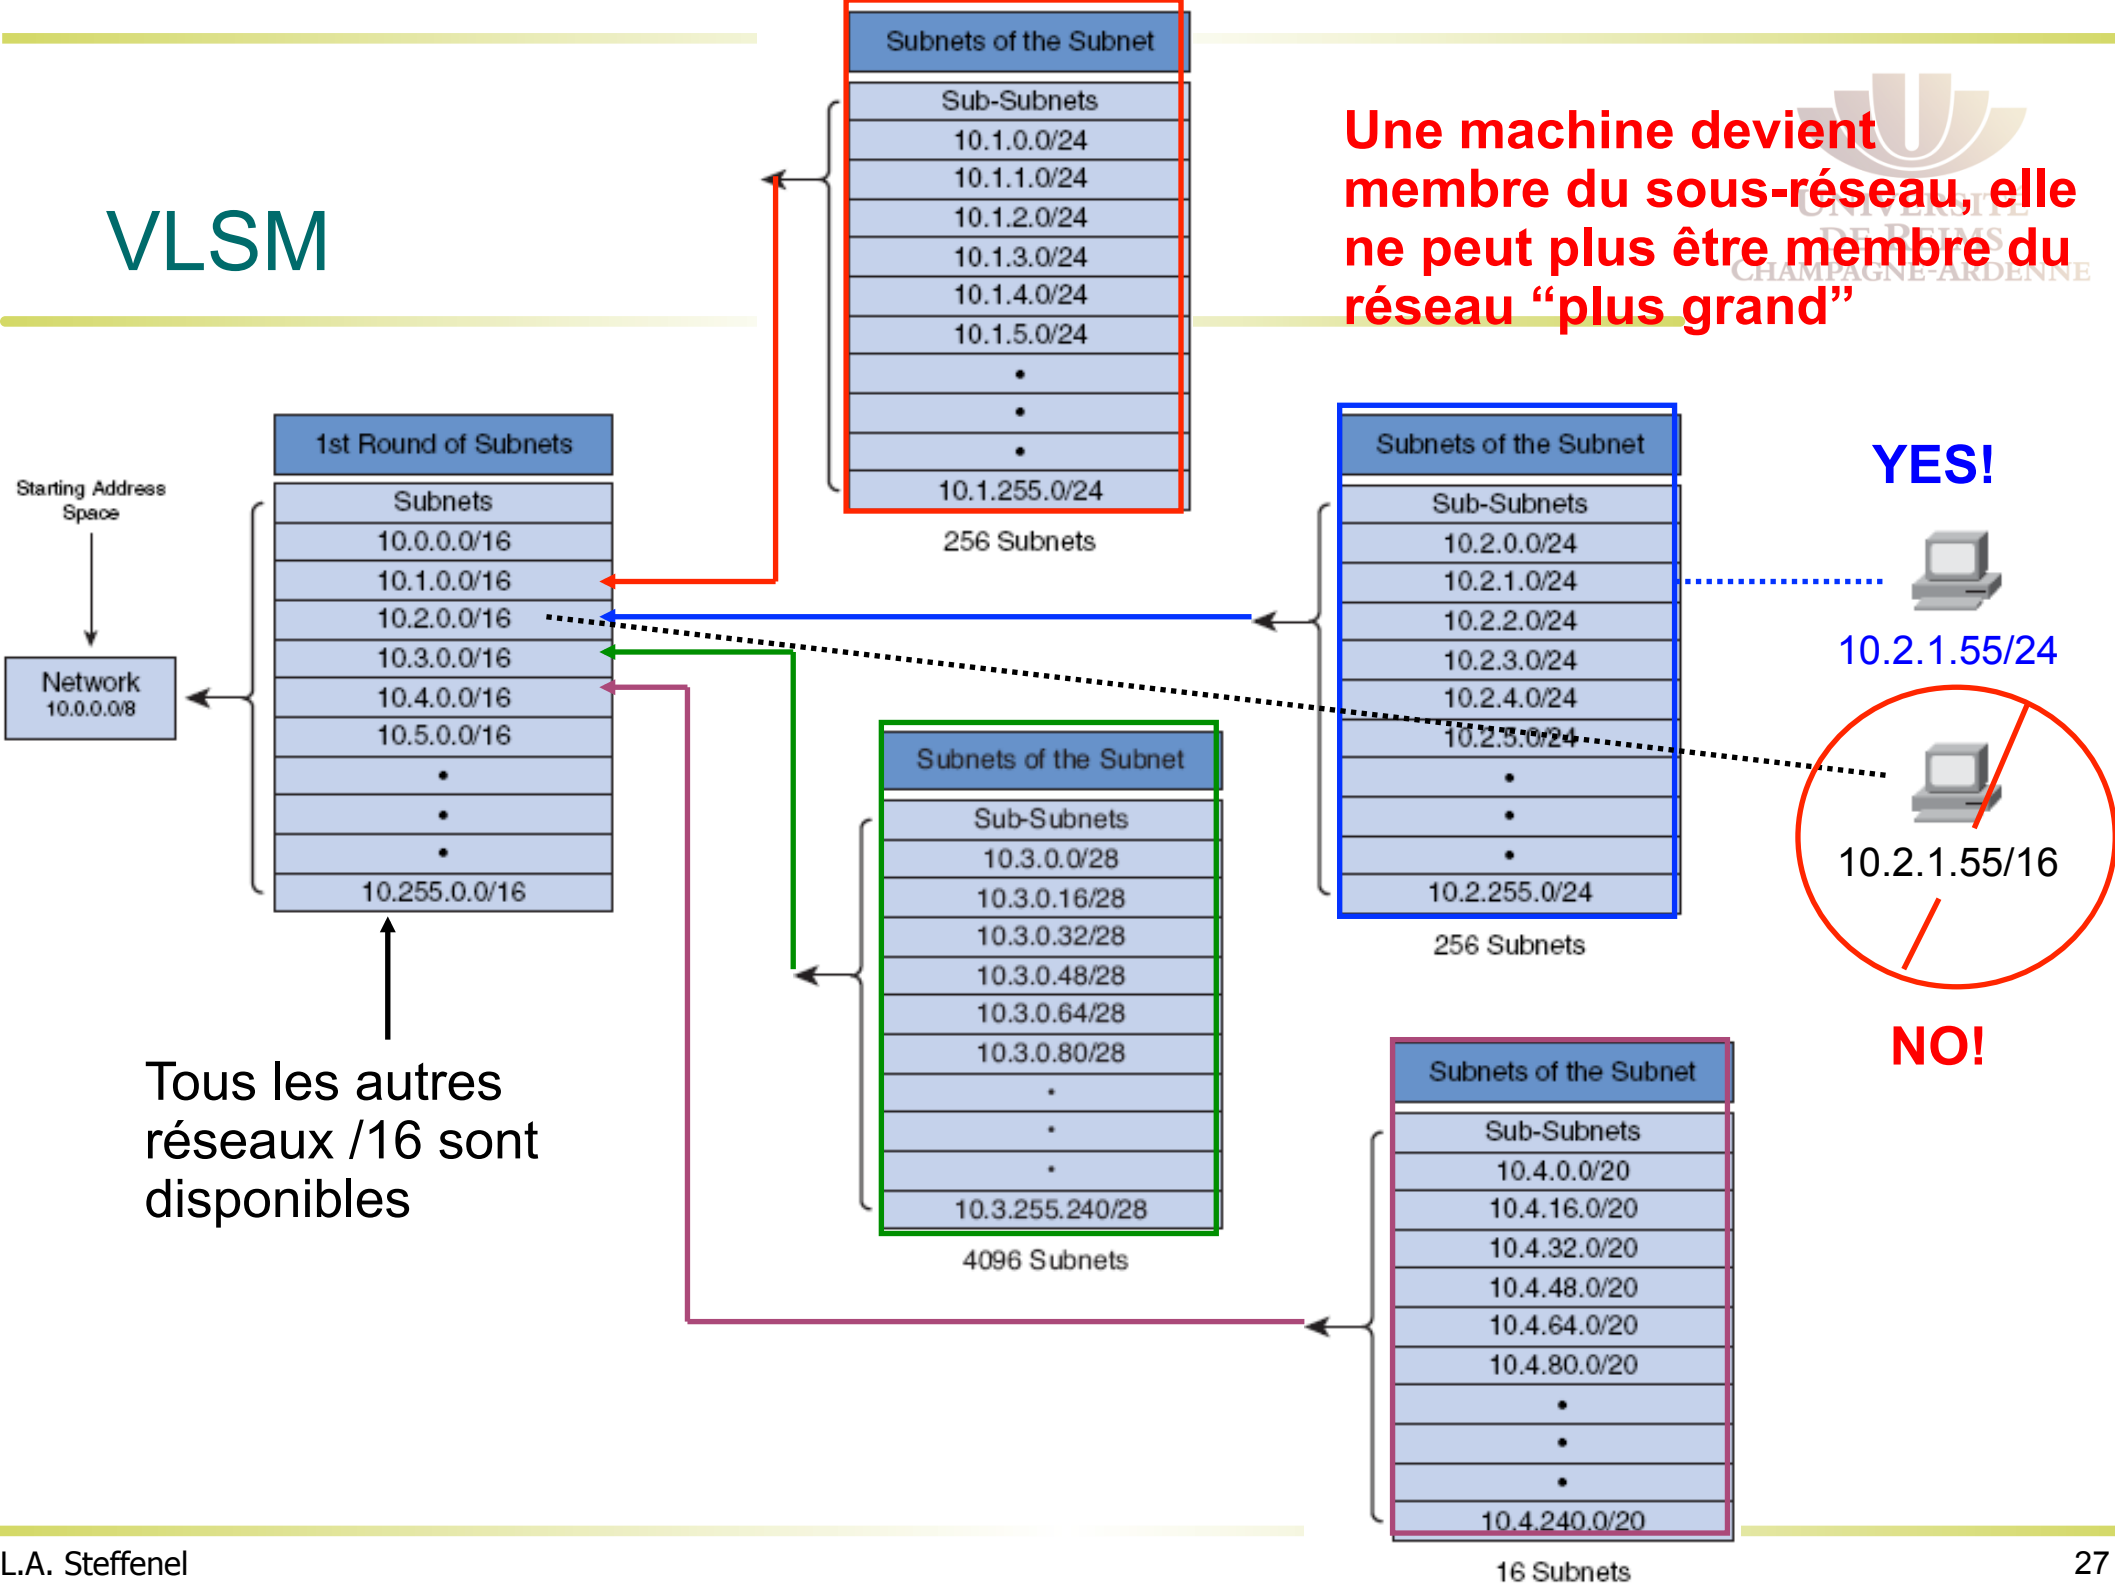 VLSM
Une machine devient
membre du sous-réseau, elle
ne peut plus être membre du
réseau “plus grand”
UNIVERSITÉ
DE REIMS
CHAMPAGNE-ARDENNE
Subnets of the Subnet
Sub-Subnets
10.1.0.0/24
10.1.1.0/24
10.1.2.0/24
10.1.3.0/24
10.1.4.0/24
10.1.5.0/24
10.1.255.0/24
256 Subnets
Starting Address
Space
Network
10.0.0.0/8
1st Round of Subnets
Subnets
10.0.0.0/16
10.1.0.0/16
10.2.0.0/16
10.3.0.0/16
10.4.0.0/16
10.5.0.0/16
10.255.0.0/16
Tous les autres
réseaux /16 sont
disponibles
Subnets of the Subnet
Sub-Subnets
10.2.0.0/24
10.2.1.0/24
10.2.2.0/24
10.2.3.0/24
10.2.4.0/24
10.2.5.0/24
10.2.255.0/24
256 Subnets
YES!
10.2.1.55/24
10.2.1.55/16
NO!
Subnets of the Subnet
Sub-Subnets
10.3.0.0/28
10.3.0.16/28
10.3.0.32/28
10.3.0.48/28
10.3.0.64/28
10.3.0.80/28
10.3.255.240/28
4096 Subnets
Subnets of the Subnet
Sub-Subnets
10.4.0.0/20
10.4.16.0/20
10.4.32.0/20
10.4.48.0/20
10.4.64.0/20
10.4.80.0/20
10.4.240.0/20
16 Subnets
L.A. Steffenel
27